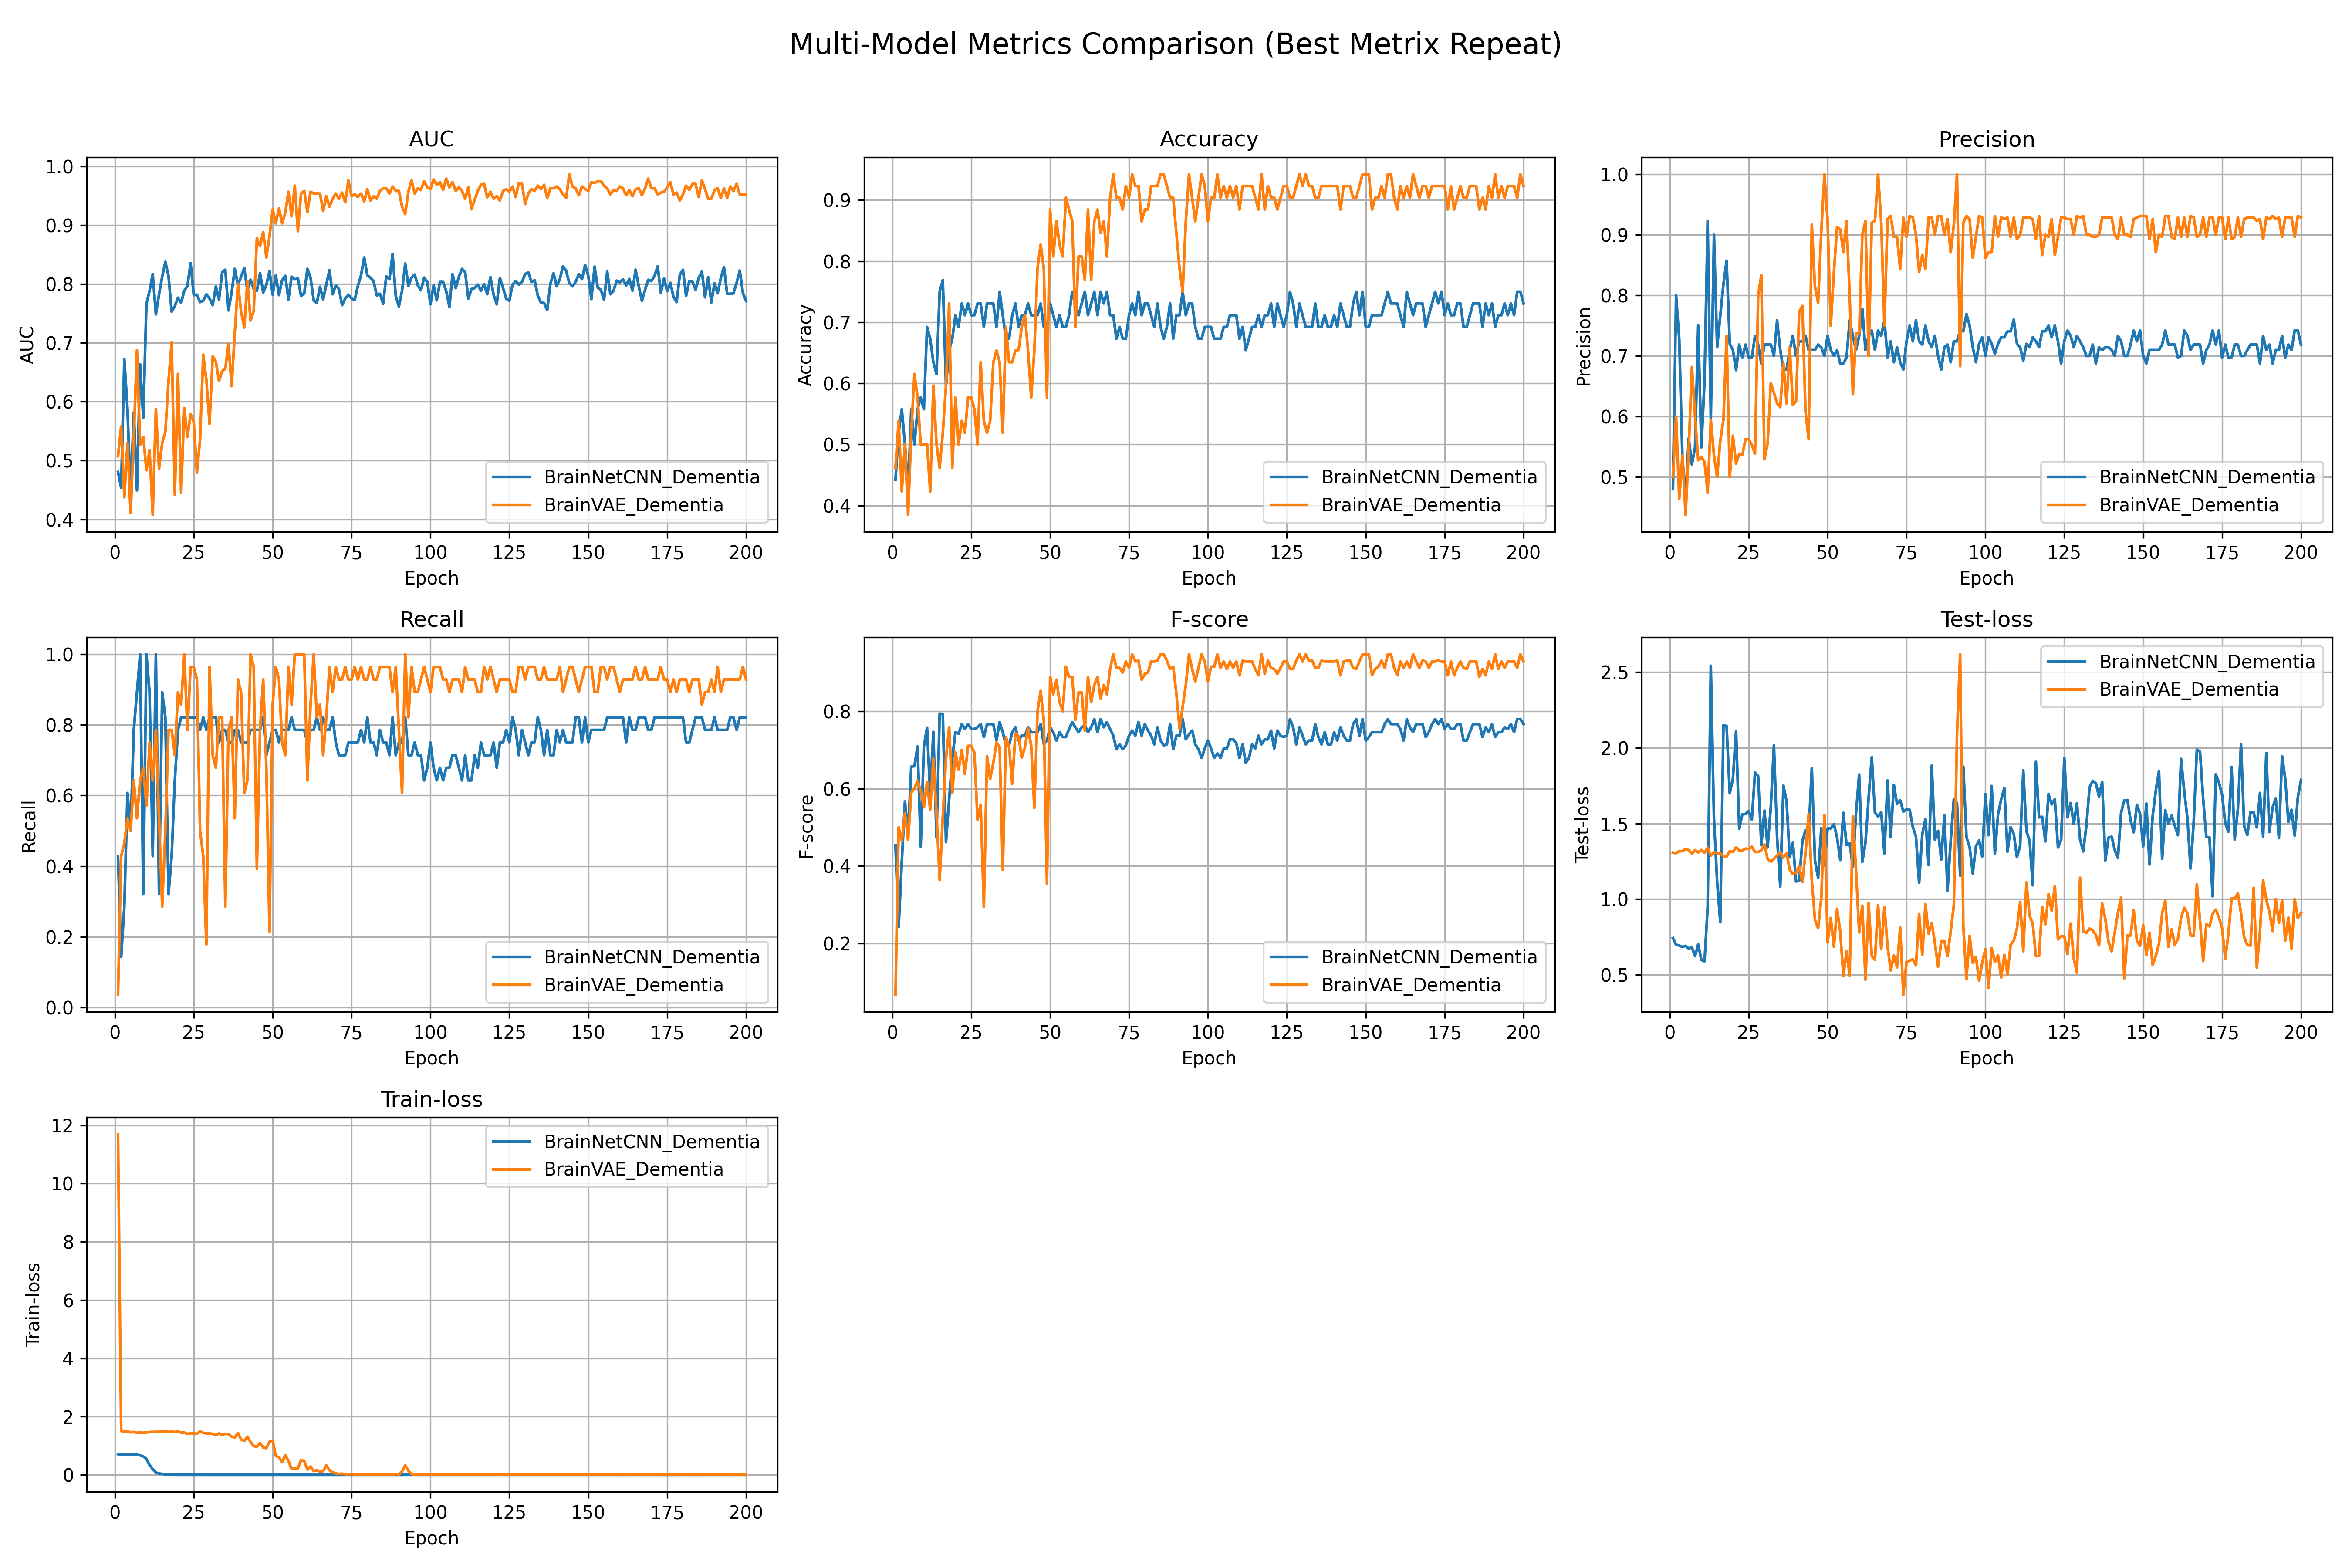 Multi-Model Metrics Comparison (Best Metrix Repeat)
AUC
1.0
0.9
0.8
0.7
0.6
0.5
0.4
AUC
BrainNetCNN_Dementia
BrainVAE_Dementia
0 25 50 75 100 125 150 175 200
Epoch
Accuracy
0.9
0.8
0.7
0.6
0.5
0.4
Accuracy
BrainNetCNN_Dementia
BrainVAE_Dementia
0 25 50 75 100 125 150 175 200
Epoch
Precision
1.0
0.9
0.8
0.7
0.6
0.5
Precision
BrainNetCNN_Dementia
BrainVAE_Dementia
0 25 50 75 100 125 150 175 200
Epoch
Recall
1.0
0.8
0.6
0.4
0.2
0.0
Recall
BrainNetCNN_Dementia
BrainVAE_Dementia
0 25 50 75 100 125 150 175 200
Epoch
F-score
0.8
0.6
0.4
0.2
F-score
BrainNetCNN_Dementia
BrainVAE_Dementia
0 25 50 75 100 125 150 175 200
Epoch
Test-loss
2.5
2.0
1.5
1.0
0.5
Test-loss
BrainNetCNN_Dementia
BrainVAE_Dementia
0 25 50 75 100 125 150 175 200
Epoch
Train-loss
12
10
8
6
4
2
0
Train-loss
BrainNetCNN_Dementia
BrainVAE_Dementia
0 25 50 75 100 125 150 175 200
Epoch